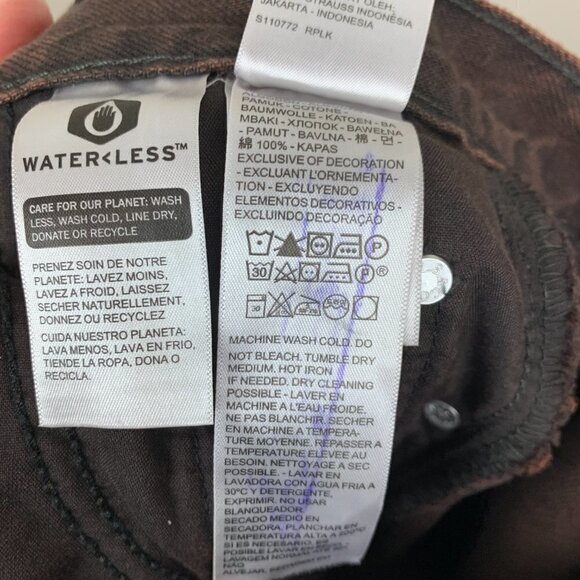 STRAUSS INDONESIA
JAKARTA - INDONESIA
S110772 RPLK
WATER<LESS™
CARE FOR OUR PLANET: WASH
LESS, WASH COLD, LINE DRY,
DONATE OR RECYCLE
PRENEZ SOIN DE NOTRE
PLANETE: LAVEZ MOINS,
LAVEZ A FROID, LAISSEZ
SECHER NATURELLEMENT,
DONNEZ OU RECYCLEZ
CUIDA NUESTRO PLANETA:
LAVA MENOS, LAVA EN FRIO,
TIENDE LA ROPA, DONA O
RECICLA.
PAMUK - COTONE -
BAUMWOLLE - KATOEN - BA
MBAKI - ХЛОПОК - BAWEŁNA
- PAMUT - BAVLNA - 棉 - 면 -
綿 100% - KAPAS
EXCLUSIVE OF DECORATION
- EXCLUANT L'ORNEMENTA-
TION - EXCLUYENDO
ELEMENTOS DECORATIVOS -
EXCLUINDO DECORAÇÃO
P
30 P ®
MACHINE WASH COLD. DO
NOT BLEACH. TUMBLE DRY
MEDIUM. HOT IRON
IF NEEDED. DRY CLEANING
POSSIBLE - LAVER EN
MACHINE A L'EAU FROIDE.
NE PAS BLANCHIR. SECHER
EN MACHINE A TEMPERA-
TURE MOYENNE. REPASSER A
TEMPERATURE ELEVEE AU
BESOIN. NETTOYAGE A SEC
POSSIBLE - LAVAR EN
LAVADORA CON AGUA FRIA A
30°C Y DETERGENTE,
EXPRIMIR. NO USAR
BLANQUEADOR
SECADO MEDIO EN
SECADORA. PLANCHAR EN
TEMPERATURA ALTA A 200°C
SI ES NECESARIO. ES
POSIBLE LAVAR EN
LAVAGEM NORMAL
NÃO
ALVEJAR.